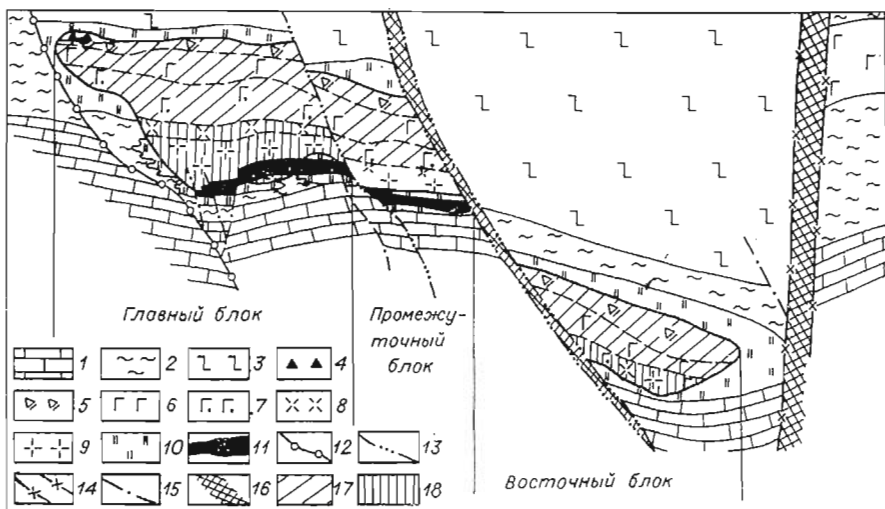 Главный блок
Промежу-
точный
блок
Восточный блок
1 2 3 4
5 6 7 8
9 10 11 12 13
14 15 16 17 18